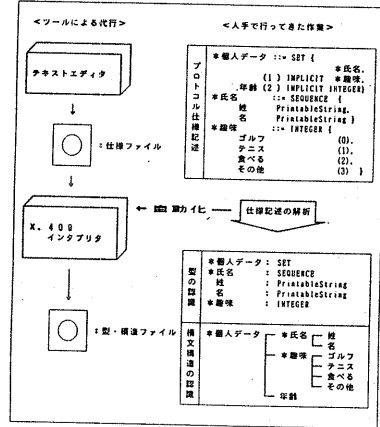 <ツールによる代行>
<人手で行ってきた作業>
テキストエディタ
:仕様ファイル
プロトコル仕様記述
*個人データ ::= SET {
*氏名,
(1) IMPLICIT *趣味,
年齢 (2) IMPLICIT INTEGER}
*氏名 ::= SEQUENCE {
姓 PrintableString,
名 PrintableString }
*趣味 ::= INTEGER {
ゴルフ (0),
テニス (1),
食べる (2),
その他 (3) }
← 自動化 ←
仕様記述の解析
X.409
インタプリタ
:型・構造ファイル
型の認識
*個人データ : SET
*氏名 : SEQUENCE
姓 : PrintableString
名 : PrintableString
*趣味 : INTEGER
構文構造の認識
*個人データ
*氏名
姓
名
*趣味
ゴルフ
テニス
食べる
その他
年齢